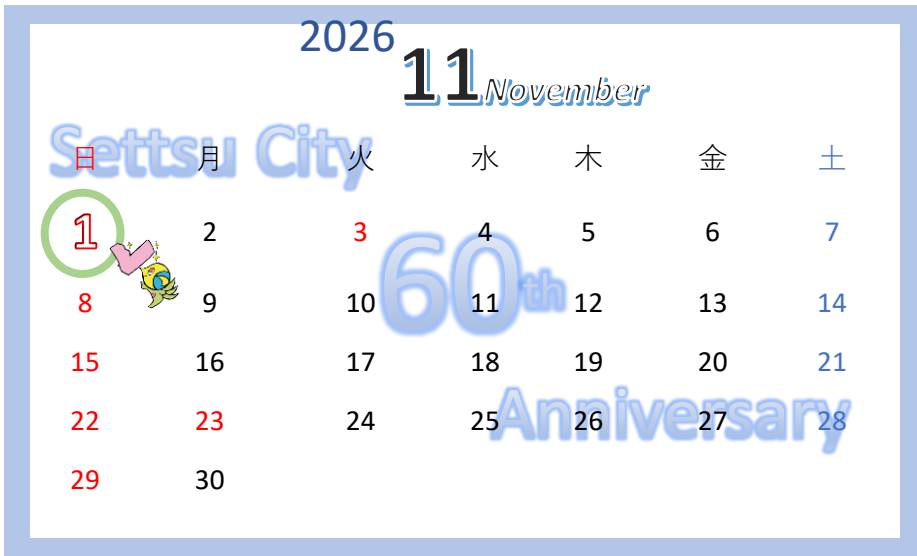 2026
11 November
Settsu City
日 月 火 水 木 金 土
1 2 3 4 5 6 7
60th
8 9 10 11 12 13 14
15 16 17 18 19 20 21
Anniversary
22 23 24 25 26 27 28
29 30